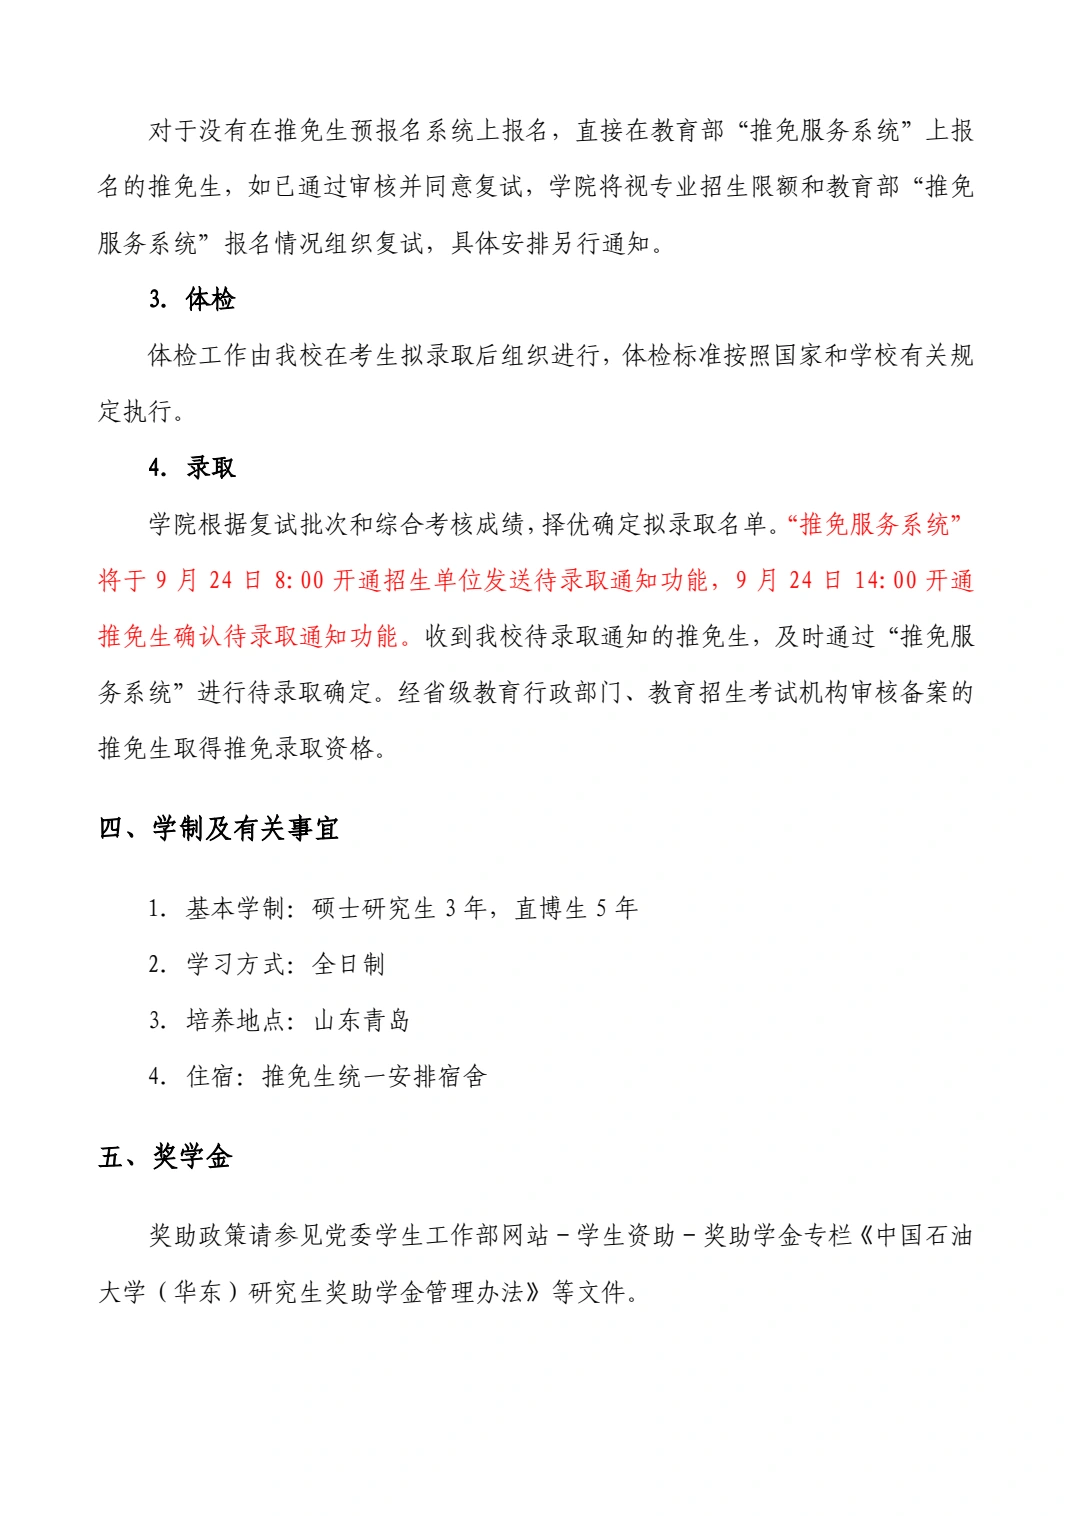 对于没有在推免生预报名系统上报名，直接在教育部“推免服务系统”上报
名的推免生，如已通过审核并同意复试，学院将视专业招生限额和教育部“推免
服务系统”报名情况组织复试，具体安排另行通知。
3. 体检
体检工作由我校在考生拟录取后组织进行，体检标准按照国家和学校有关规
定执行。
4. 录取
学院根据复试批次和综合考核成绩，择优确定拟录取名单。“推免服务系统”
将于 9 月 24 日 8:00 开通招生单位发送待录取通知功能，9 月 24 日 14:00 开通
推免生确认待录取通知功能。收到我校待录取通知的推免生，及时通过“推免服
务系统”进行待录取确定。经省级教育行政部门、教育招生考试机构审核备案的
推免生取得推免录取资格。
四、学制及有关事宜
1. 基本学制：硕士研究生 3 年，直博生 5 年
2. 学习方式：全日制
3. 培养地点：山东青岛
4. 住宿：推免生统一安排宿舍
五、奖学金
奖助政策请参见党委学生工作部网站－学生资助－奖助学金专栏《中国石油
大学（华东）研究生奖助学金管理办法》等文件。